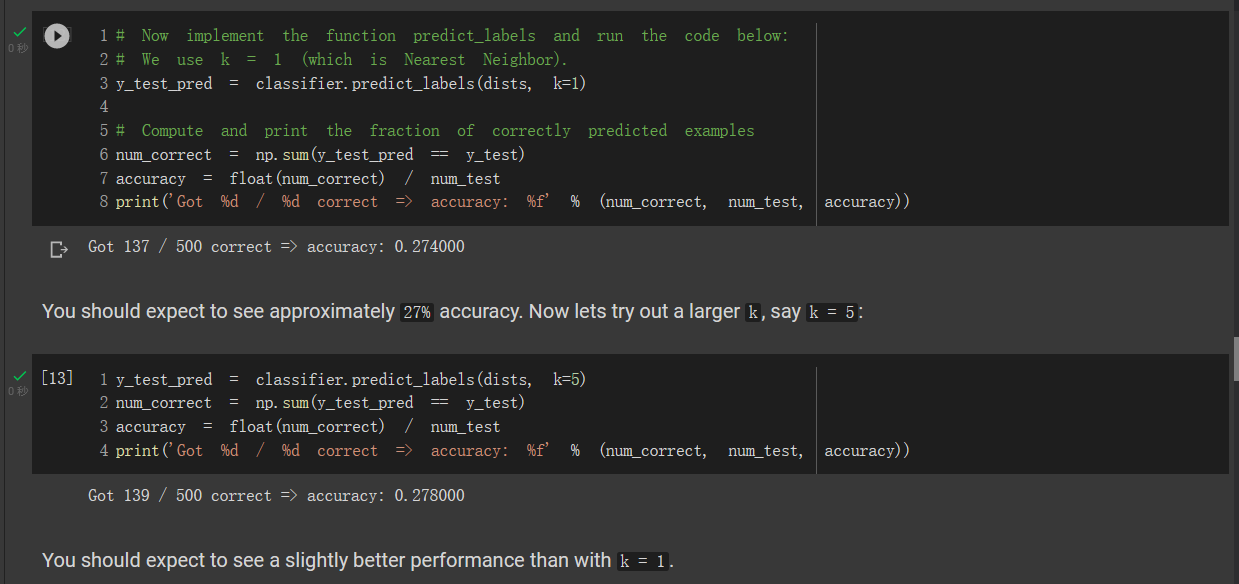 1 # Now implement the function predict_labels and run the code below:
0 秒
2 # We use k = 1 (which is Nearest Neighbor).
3 y_test_pred = classifier.predict_labels(dists, k=1)
4
5 # Compute and print the fraction of correctly predicted examples
6 num_correct = np.sum(y_test_pred == y_test)
7 accuracy = float(num_correct) / num_test
8 print('Got %d / %d correct => accuracy: %f' % (num_correct, num_test, accuracy))
Got 137 / 500 correct => accuracy: 0.274000
You should expect to see approximately 27% accuracy. Now lets try out a larger k, say k = 5:
[13] 1 y_test_pred = classifier.predict_labels(dists, k=5)
0 秒
2 num_correct = np.sum(y_test_pred == y_test)
3 accuracy = float(num_correct) / num_test
4 print('Got %d / %d correct => accuracy: %f' % (num_correct, num_test, accuracy))
Got 139 / 500 correct => accuracy: 0.278000
You should expect to see a slightly better performance than with k = 1.